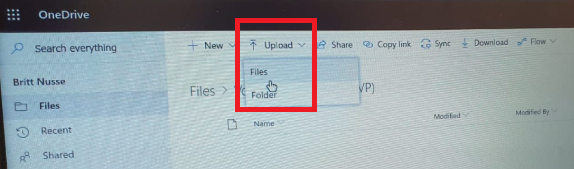 OneDrive
Search everything
New Upload Share Copy link Sync Download Flow
Britt Nusse
Files
Folder
Files > VP)
Files
Recent
Shared
Name Modified Modified By